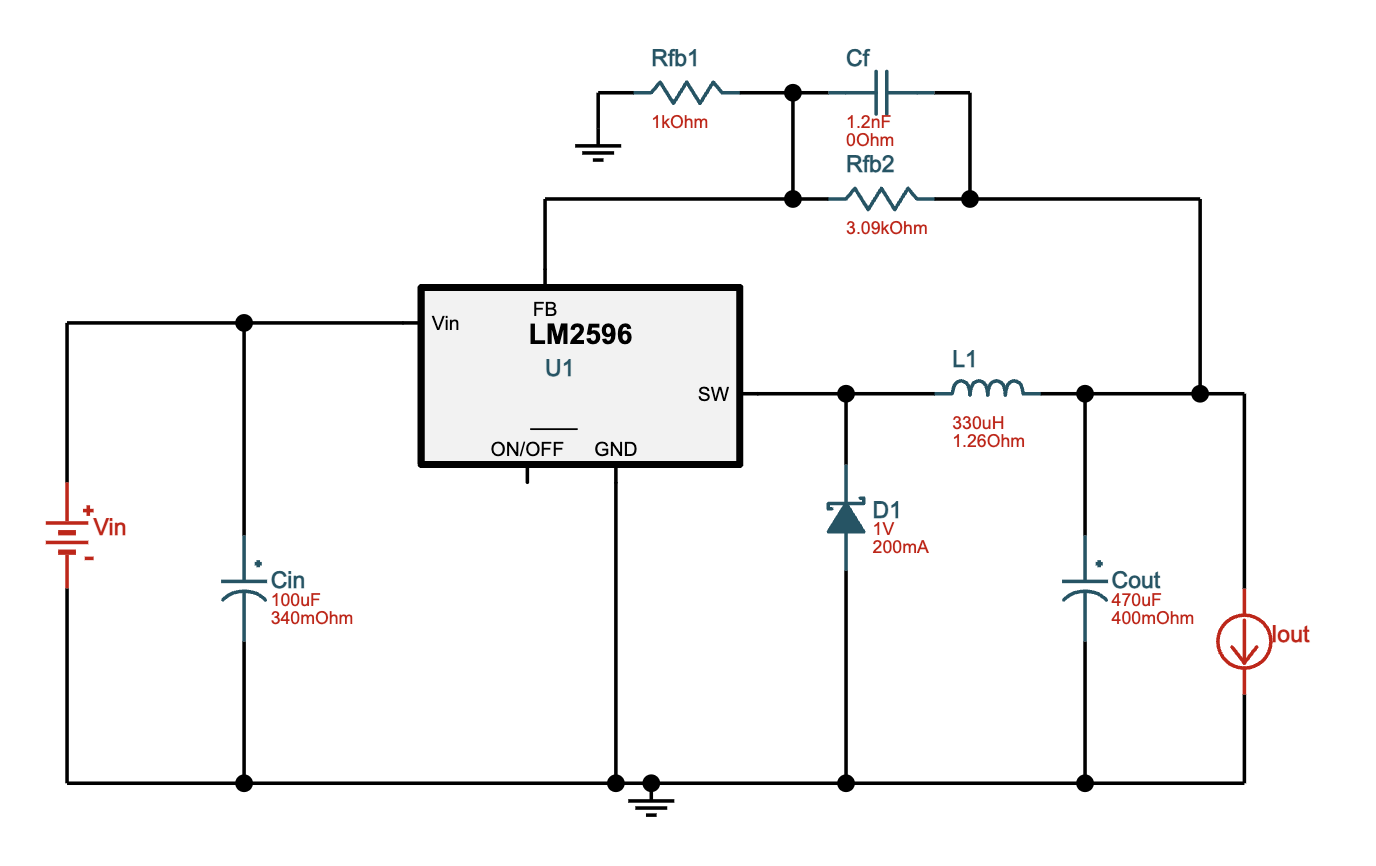 Rfb1
1kOhm
Cf
1.2nF
0Ohm
Rfb2
3.09kOhm
Vin
FB
LM2596
U1
SW
ON/OFF
GND
L1
330uH
1.26Ohm
+
Vin
-
Cin
100uF
340mOhm
D1
1V
200mA
Cout
470uF
400mOhm
Iout